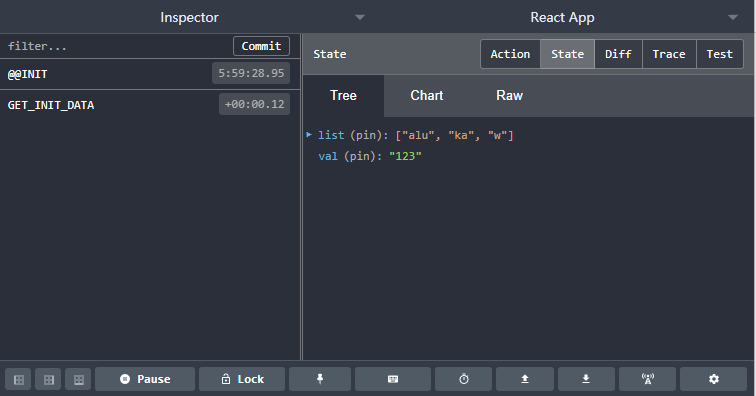 Inspector
React App
filter...
Commit
State
Action
State
Diff
Trace
Test
@@INIT
5:59:28.95
GET_INIT_DATA
+00:00.12
Tree
Chart
Raw
list (pin): ["alu", "ka", "w"]
val (pin): "123"
Pause
Lock